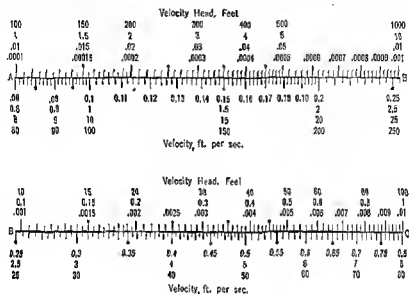 Velocity Head, Feet
100 150 200 300 400 500 1000
1 1.5 2 3 4 5 10
.01 .015 .02 .03 .04 .05 .01
.0001 .00015 .0002 .0003 .0004 .0005 .0006 .0007 .0008 .0009 .001
A B
.08 .09 0.1 0.11 0.12 0.13 0.14 0.15 0.16 0.17 0.18 0.19 0.2 0.25
0.8 0.9 1 1.5 2 2.5
8 9 10 15 20 25
80 90 100 150 200 250
Velocity, ft. per sec.
Velocity Head, Feet
10 15 20 30 40 50 60 80 100
0.1 0.15 0.2 0.3 0.4 0.5 0.6 0.8 1
.001 .0015 .002 .0025 .003 .004 .005 .006 .007 .008 .009 .01
B C
0.25 0.3 0.35 0.4 0.45 0.5 0.55 0.6 0.65 0.7 0.75 0.8
2.5 3 4 5 6 7 8
25 30 40 50 60 70 80
Velocity, ft. per sec.